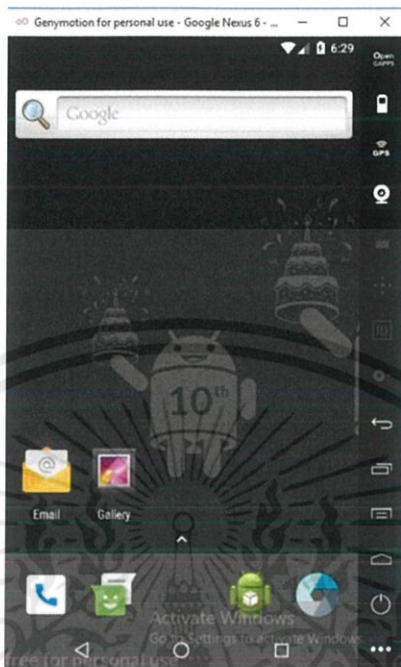 Genymotion for personal use - Google Nexus 6 - ...
6:29
Open
GAPPS
Google
GPS
10th
ID
Email
Gallery
Activate Windows
Go to Settings to activate Windows.
free for personal use